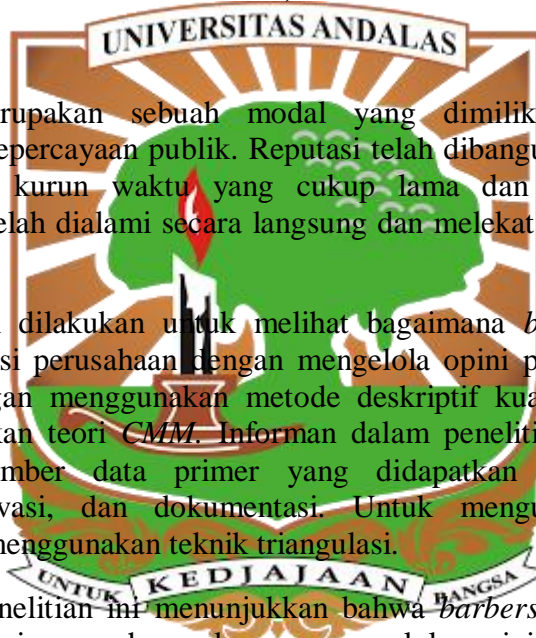 UNIVERSITAS ANDALAS
rupakan sebuah modal yang dimilik
epercayaan publik. Reputasi telah dibangu
kurun waktu yang cukup lama dan
elah dialami secara langsung dan melekat
dilakukan untuk melihat bagaimana b
si perusahaan dengan mengelola opini p
gan menggunakan metode deskriptif kua
kan teori CMM. Informan dalam peneliti
mber data primer yang didapatkan
vasi, dan dokumentasi. Untuk mengu
menggunakan teknik triangulasi.
UNTUK KEDJAJAAN BANGSA
nelitian ini menunjukkan bahwa barbers